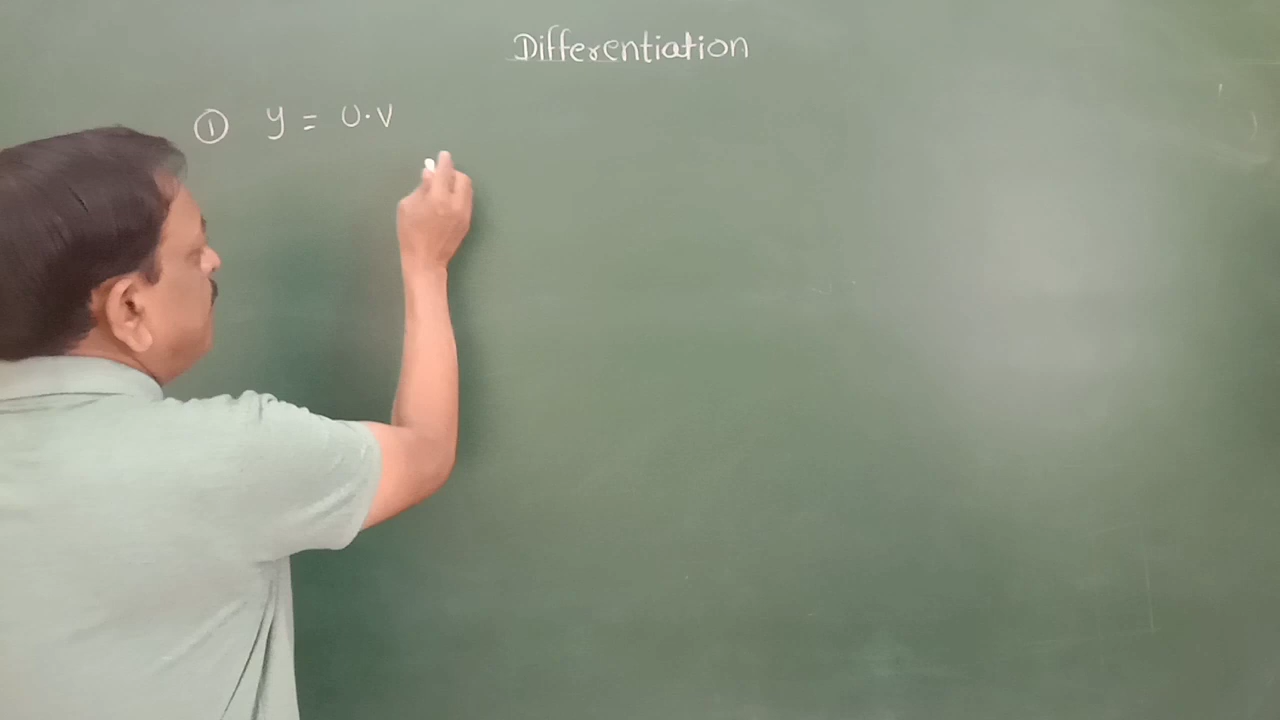 Differentiation
① y = u·v